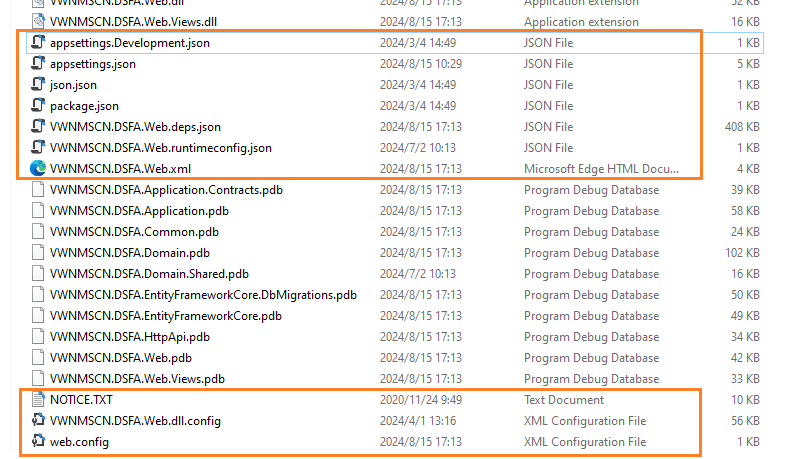 VWNMSCN.DSFA.Web.dll 2024/8/15 17:13 Application extension 52 KB
VWNMSCN.DSFA.Web.Views.dll 2024/8/15 17:13 Application extension 16 KB
appsettings.Development.json 2024/3/4 14:49 JSON File 1 KB
appsettings.json 2024/8/15 10:29 JSON File 5 KB
json.json 2024/3/4 14:49 JSON File 1 KB
package.json 2024/3/4 14:49 JSON File 1 KB
VWNMSCN.DSFA.Web.deps.json 2024/8/15 17:13 JSON File 408 KB
VWNMSCN.DSFA.Web.runtimeconfig.json 2024/7/2 10:13 JSON File 1 KB
VWNMSCN.DSFA.Web.xml 2024/8/15 17:13 Microsoft Edge HTML Docu... 4 KB
VWNMSCN.DSFA.Application.Contracts.pdb 2024/8/15 17:13 Program Debug Database 39 KB
VWNMSCN.DSFA.Application.pdb 2024/8/15 17:13 Program Debug Database 58 KB
VWNMSCN.DSFA.Common.pdb 2024/8/15 17:13 Program Debug Database 24 KB
VWNMSCN.DSFA.Domain.pdb 2024/8/15 17:13 Program Debug Database 102 KB
VWNMSCN.DSFA.Domain.Shared.pdb 2024/7/2 10:13 Program Debug Database 16 KB
VWNMSCN.DSFA.EntityFrameworkCore.DbMigrations.pdb 2024/8/15 17:13 Program Debug Database 50 KB
VWNMSCN.DSFA.EntityFrameworkCore.pdb 2024/8/15 17:13 Program Debug Database 49 KB
VWNMSCN.DSFA.HttpApi.pdb 2024/8/15 17:13 Program Debug Database 34 KB
VWNMSCN.DSFA.Web.pdb 2024/8/15 17:13 Program Debug Database 42 KB
VWNMSCN.DSFA.Web.Views.pdb 2024/8/15 17:13 Program Debug Database 33 KB
NOTICE.TXT 2020/11/24 9:49 Text Document 10 KB
VWNMSCN.DSFA.Web.dll.config 2024/4/1 13:16 XML Configuration File 56 KB
web.config 2024/8/15 17:13 XML Configuration File 1 KB